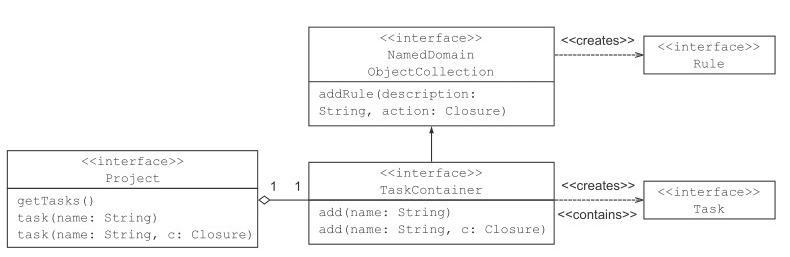 <<interface>>
NamedDomain
ObjectCollection
addRule(description:
String, action: Closure)
<<creates>>
<<interface>>
Rule
<<interface>>
Project
getTasks()
task(name: String)
task(name: String, c: Closure)
1 1
<<interface>>
TaskContainer
add(name: String)
add(name: String, c: Closure)
<<creates>>
<<contains>>
<<interface>>
Task